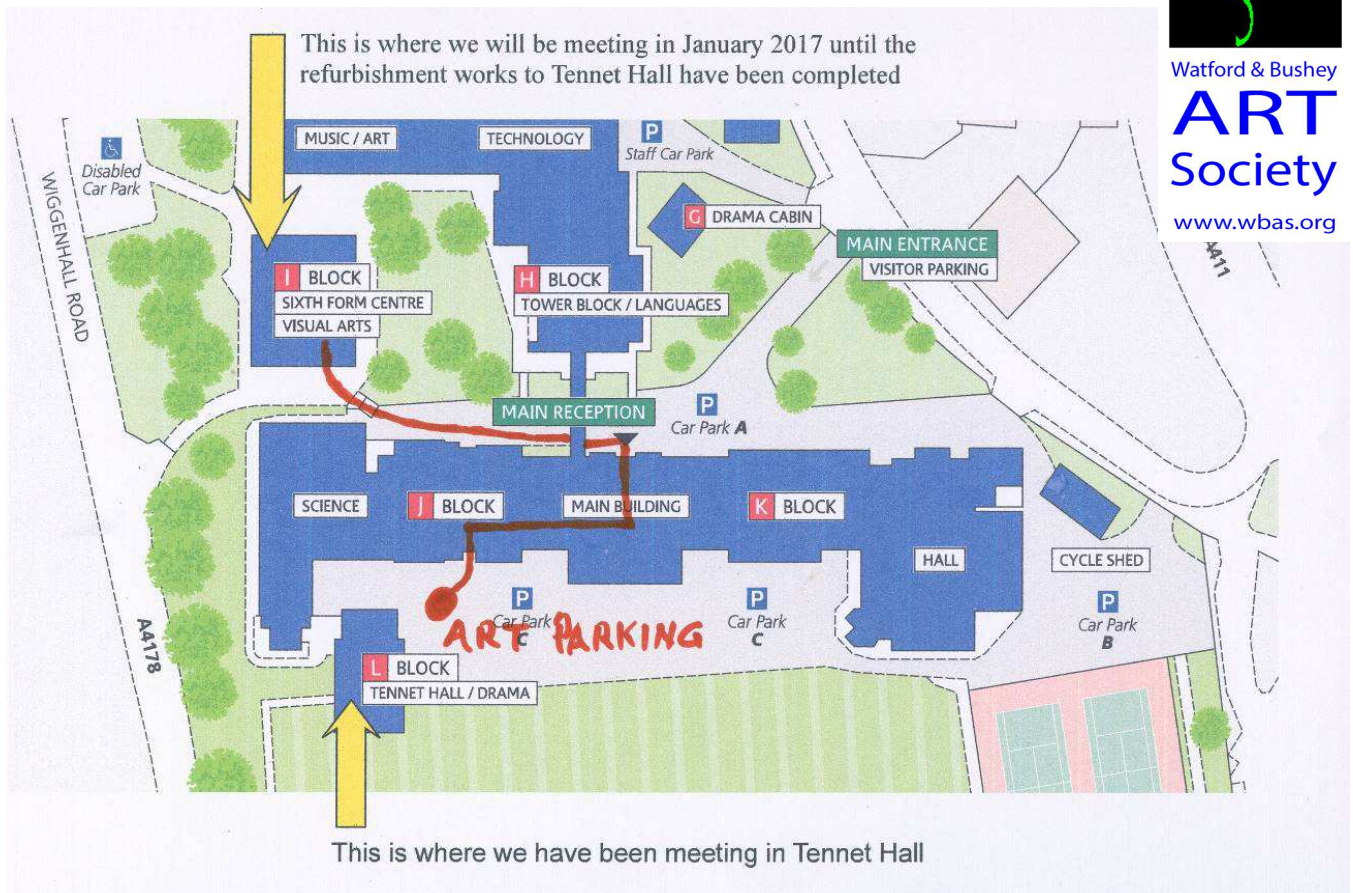 This is where we will be meeting in January 2017 until the
refurbishment works to Tennet Hall have been completed
Watford & Bushey
ART
Society
www.wbas.org
MUSIC / ART
TECHNOLOGY
P
Staff Car Park
Disabled
Car Park
WIGGENHALL ROAD
G DRAMA CABIN
MAIN ENTRANCE
VISITOR PARKING
A411
I BLOCK
SIXTH FORM CENTRE
VISUAL ARTS
H BLOCK
TOWER BLOCK / LANGUAGES
MAIN RECEPTION
P
Car Park A
SCIENCE
J BLOCK
MAIN BUILDING
K BLOCK
HALL
CYCLE SHED
P
Car Park
C
P
Car Park
C
P
Car Park
B
ART PARKING
A4178
L BLOCK
TENNET HALL / DRAMA
This is where we have been meeting in Tennet Hall